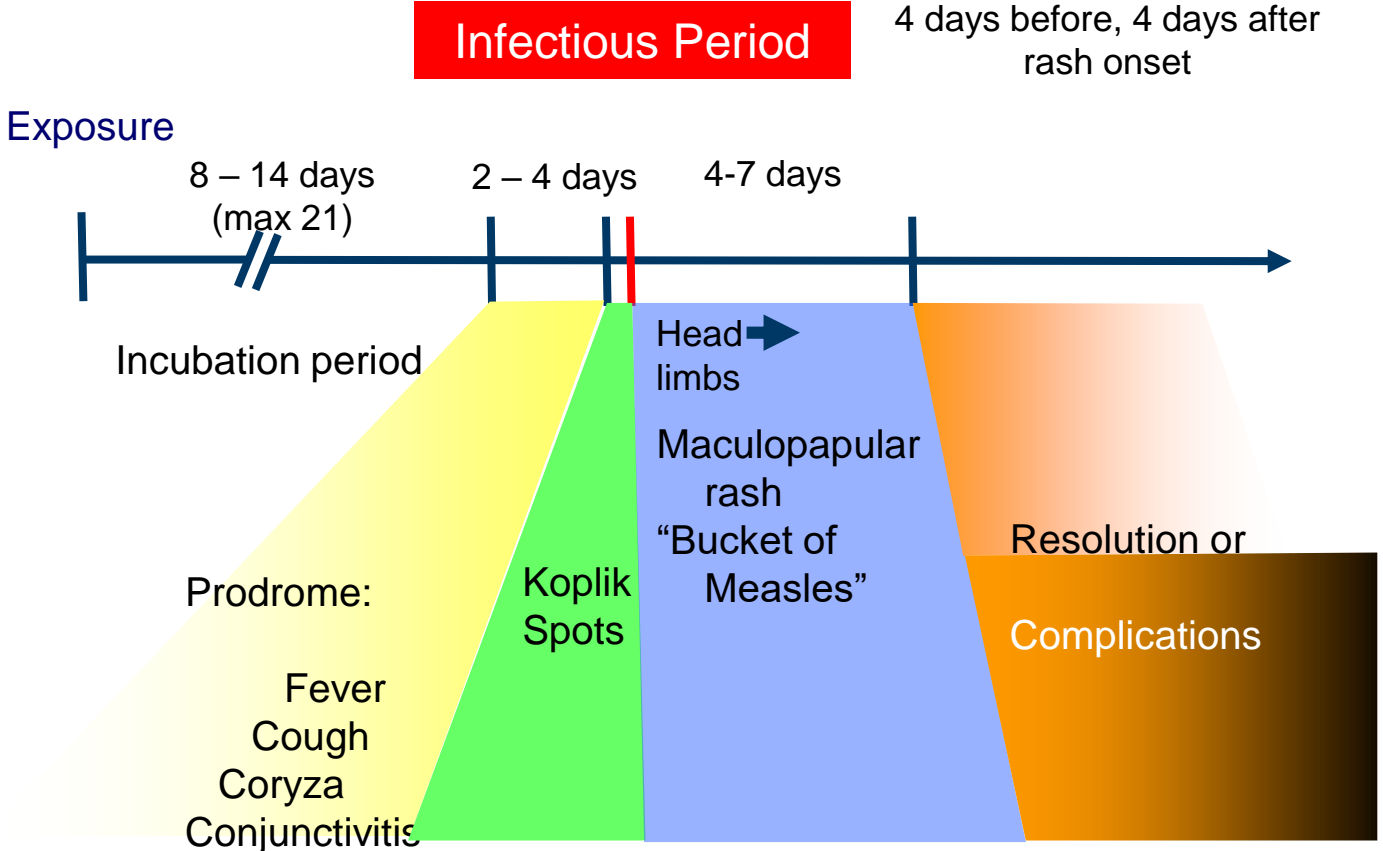 Infectious Period
4 days before, 4 days after
rash onset
Exposure
8 – 14 days
(max 21)
2 – 4 days
4-7 days
Incubation period
Prodrome:
Fever
Cough
Coryza
Conjunctivitis
Koplik
Spots
Head
limbs
Maculopapular
rash
“Bucket of
Measles”
Resolution or
Complications